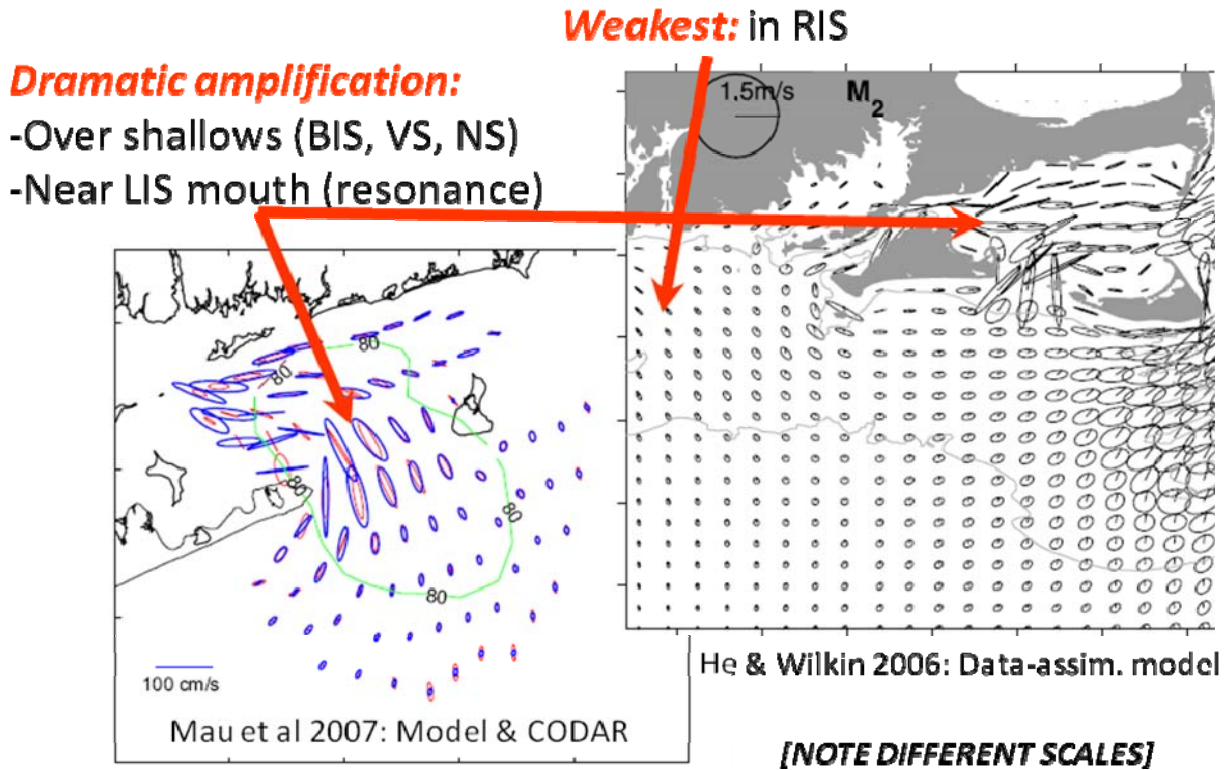 Weakest: in RIS
Dramatic amplification:
-Over shallows (BIS, VS, NS)
-Near LIS mouth (resonance)
1.5m/s
M2
80
80
80
80
100 cm/s
Mau et al 2007: Model & CODAR
He & Wilkin 2006: Data-assim. model
[NOTE DIFFERENT SCALES]